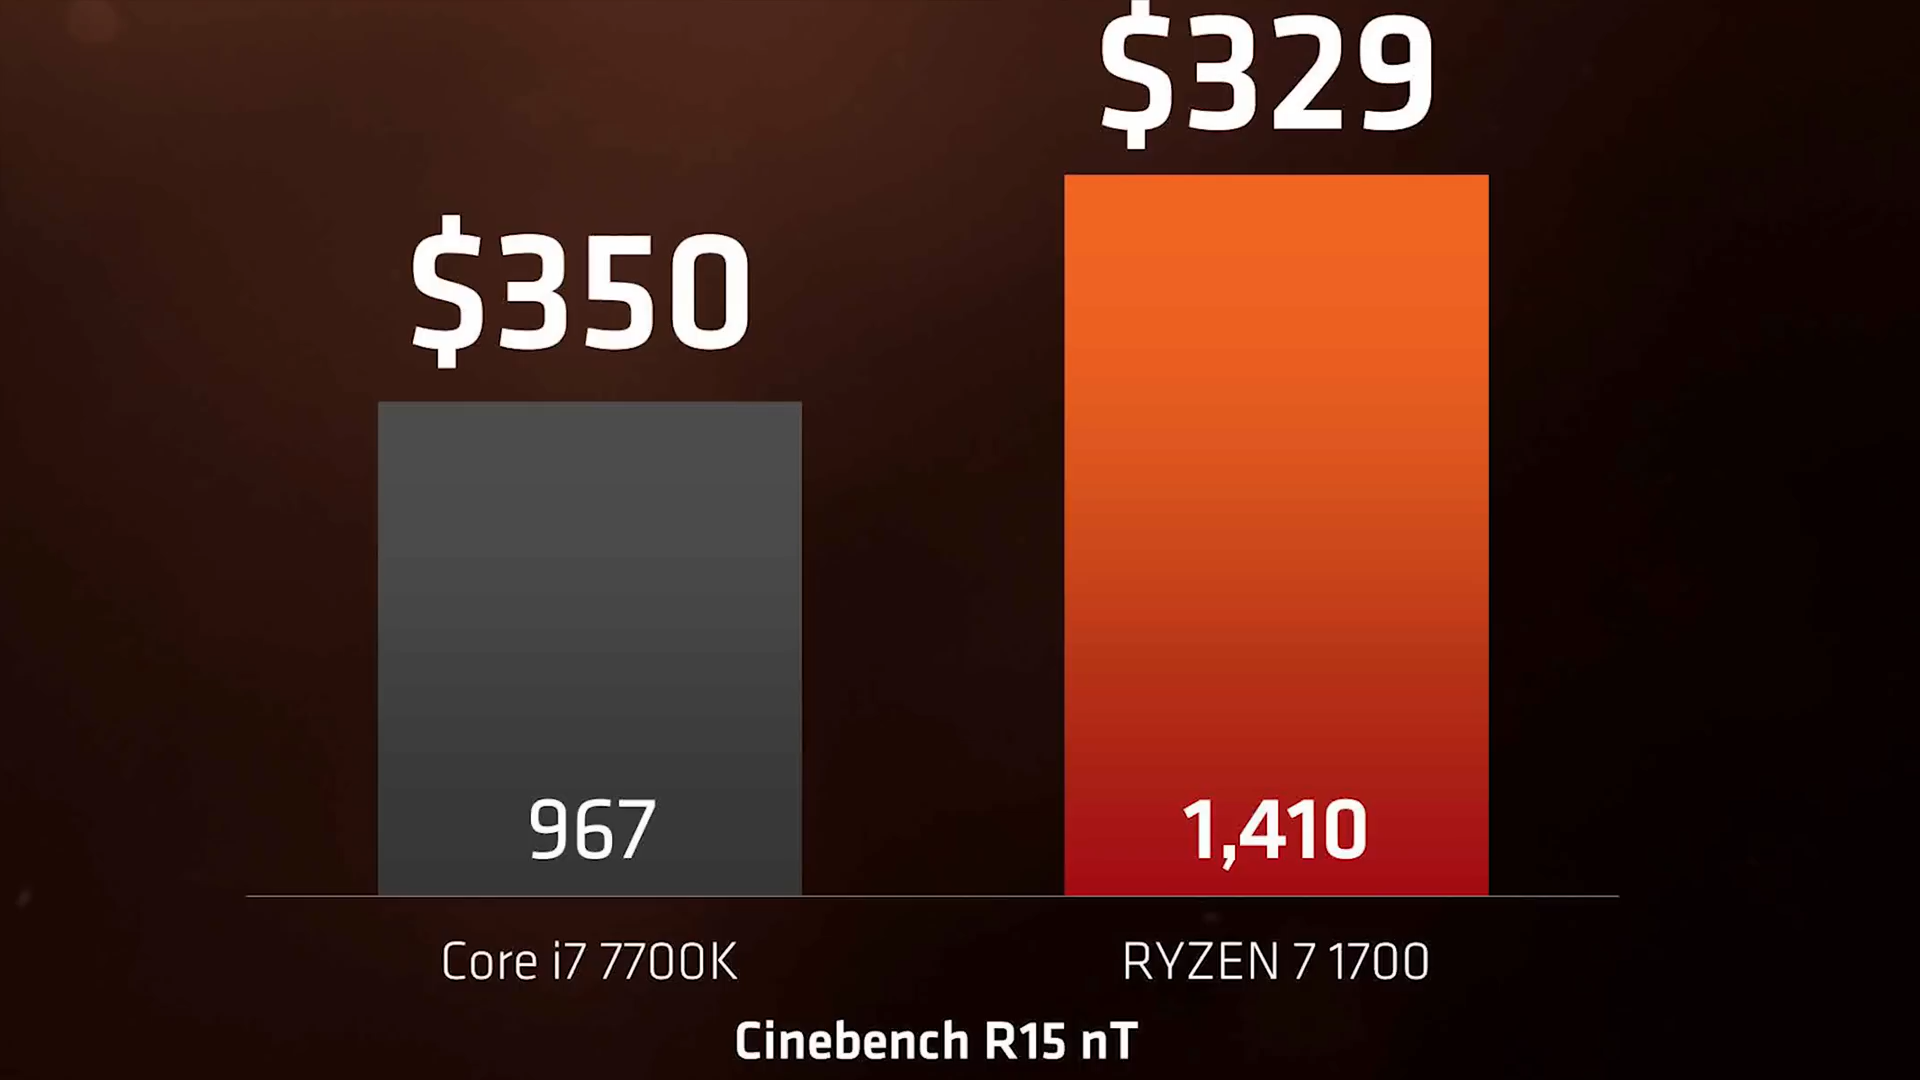 $329
$350
967
1,410
Core i7 7700K
RYZEN 7 1700
Cinebench R15 nT